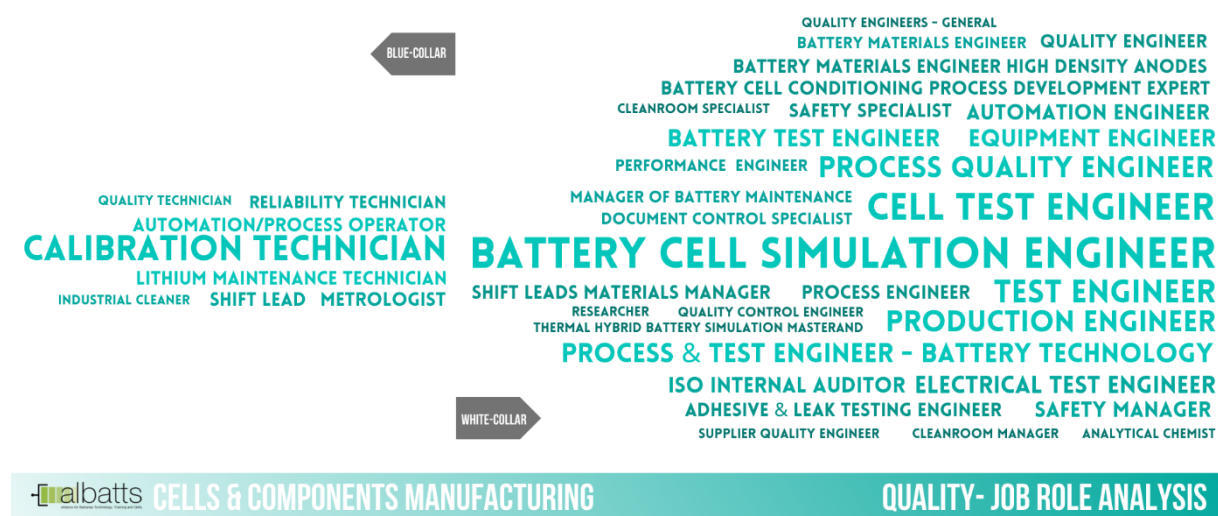 BLUE-COLLAR
QUALITY TECHNICIAN RELIABILITY TECHNICIAN
AUTOMATION/PROCESS OPERATOR
CALIBRATION TECHNICIAN
LITHIUM MAINTENANCE TECHNICIAN
INDUSTRIAL CLEANER SHIFT LEAD METROLOGIST
QUALITY ENGINEERS - GENERAL
BATTERY MATERIALS ENGINEER QUALITY ENGINEER
BATTERY MATERIALS ENGINEER HIGH DENSITY ANODES
BATTERY CELL CONDITIONING PROCESS DEVELOPMENT EXPERT
CLEANROOM SPECIALIST SAFETY SPECIALIST AUTOMATION ENGINEER
BATTERY TEST ENGINEER EQUIPMENT ENGINEER
PERFORMANCE ENGINEER PROCESS QUALITY ENGINEER
MANAGER OF BATTERY MAINTENANCE
DOCUMENT CONTROL SPECIALIST CELL TEST ENGINEER
BATTERY CELL SIMULATION ENGINEER
SHIFT LEADS MATERIALS MANAGER PROCESS ENGINEER TEST ENGINEER
RESEARCHER QUALITY CONTROL ENGINEER
THERMAL HYBRID BATTERY SIMULATION MASTERAND PRODUCTION ENGINEER
PROCESS & TEST ENGINEER - BATTERY TECHNOLOGY
ISO INTERNAL AUDITOR ELECTRICAL TEST ENGINEER
ADHESIVE & LEAK TESTING ENGINEER SAFETY MANAGER
SUPPLIER QUALITY ENGINEER CLEANROOM MANAGER ANALYTICAL CHEMIST
WHITE-COLLAR
albatts
CELLS & COMPONENTS MANUFACTURING
QUALITY- JOB ROLE ANALYSIS